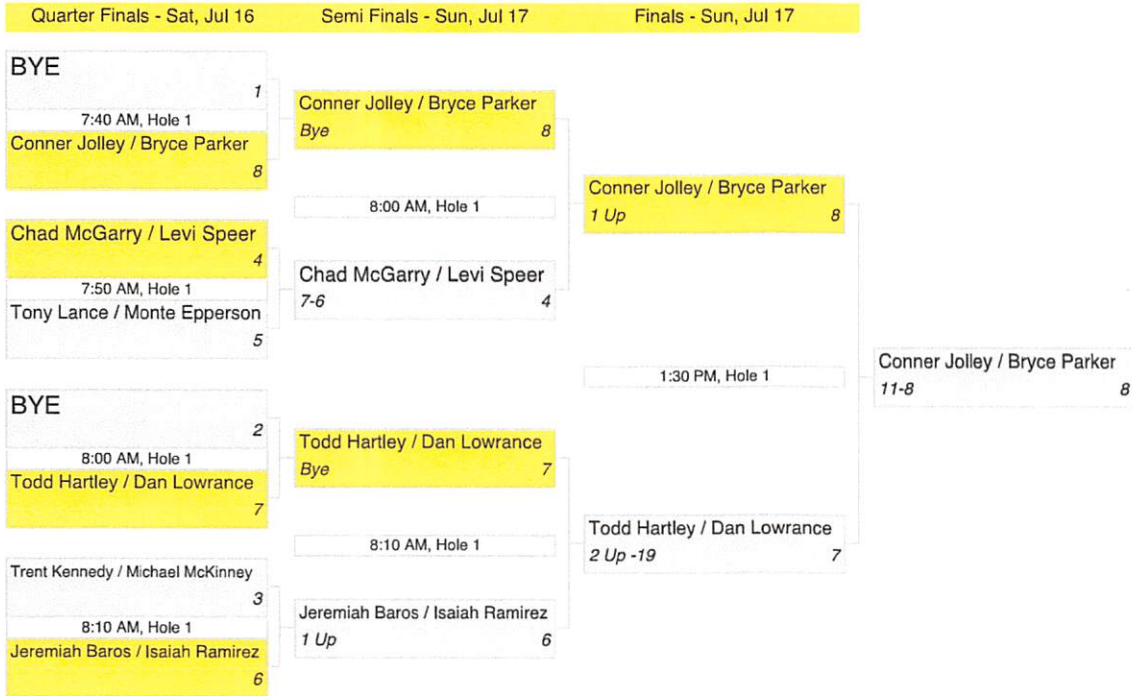 Quarter Finals - Sat, Jul 16
Semi Finals - Sun, Jul 17
Finals - Sun, Jul 17
BYE
1
7:40 AM, Hole 1
Conner Jolley / Bryce Parker
8
Chad McGarry / Levi Speer
4
7:50 AM, Hole 1
Tony Lance / Monte Epperson
5
BYE
2
8:00 AM, Hole 1
Todd Hartley / Dan Lowrance
7
Trent Kennedy / Michael McKinney
3
8:10 AM, Hole 1
Jeremiah Baros / Isaiah Ramirez
6
Conner Jolley / Bryce Parker
Bye 8
8:00 AM, Hole 1
Chad McGarry / Levi Speer
7-6 4
Todd Hartley / Dan Lowrance
Bye 7
8:10 AM, Hole 1
Jeremiah Baros / Isaiah Ramirez
1 Up 6
Conner Jolley / Bryce Parker
1 Up 8
1:30 PM, Hole 1
Todd Hartley / Dan Lowrance
2 Up -19 7
Conner Jolley / Bryce Parker
11-8 8